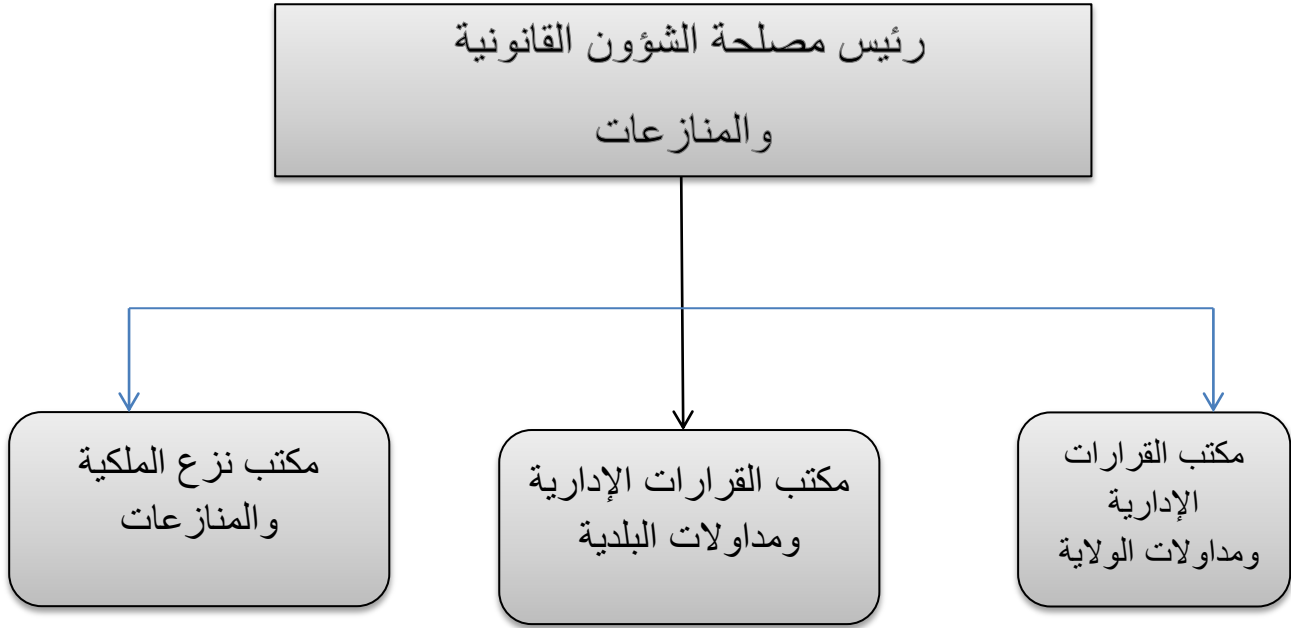 رئيس مصلحة الشؤون القانونية
والمنازعات
مكتب القرارات
الإدارية
ومداولات الولاية
مكتب القرارات الإدارية
ومداولات البلدية
مكتب نزع الملكية
والمنازعات